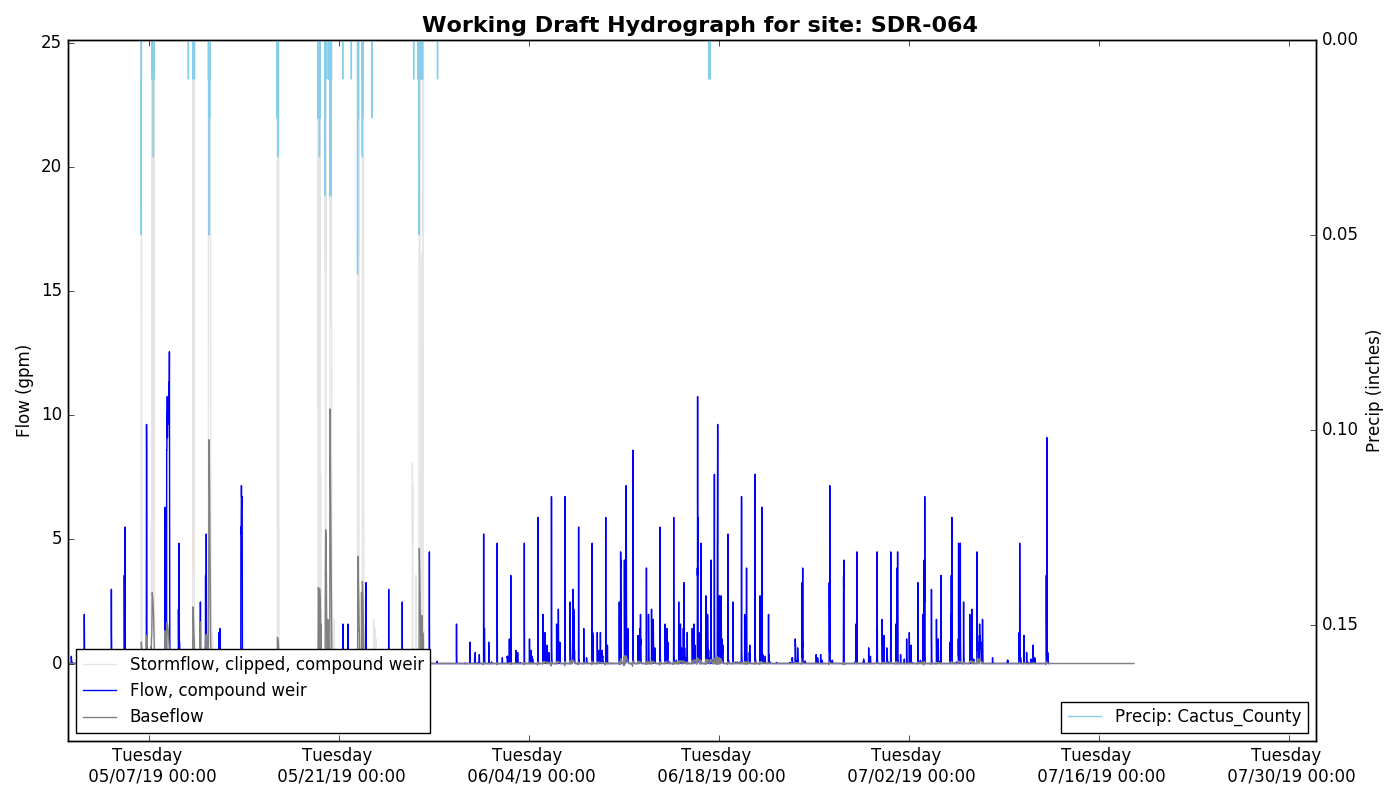 Working Draft Hydrograph for site: SDR-064
25
20
15
10
5
0
Flow (gpm)
0.00
0.05
0.10
0.15
Precip (inches)
Stormflow, clipped, compound weir
Flow, compound weir
Baseflow
Precip: Cactus_County
Tuesday
05/07/19 00:00
Tuesday
05/21/19 00:00
Tuesday
06/04/19 00:00
Tuesday
06/18/19 00:00
Tuesday
07/02/19 00:00
Tuesday
07/16/19 00:00
Tuesday
07/30/19 00:00